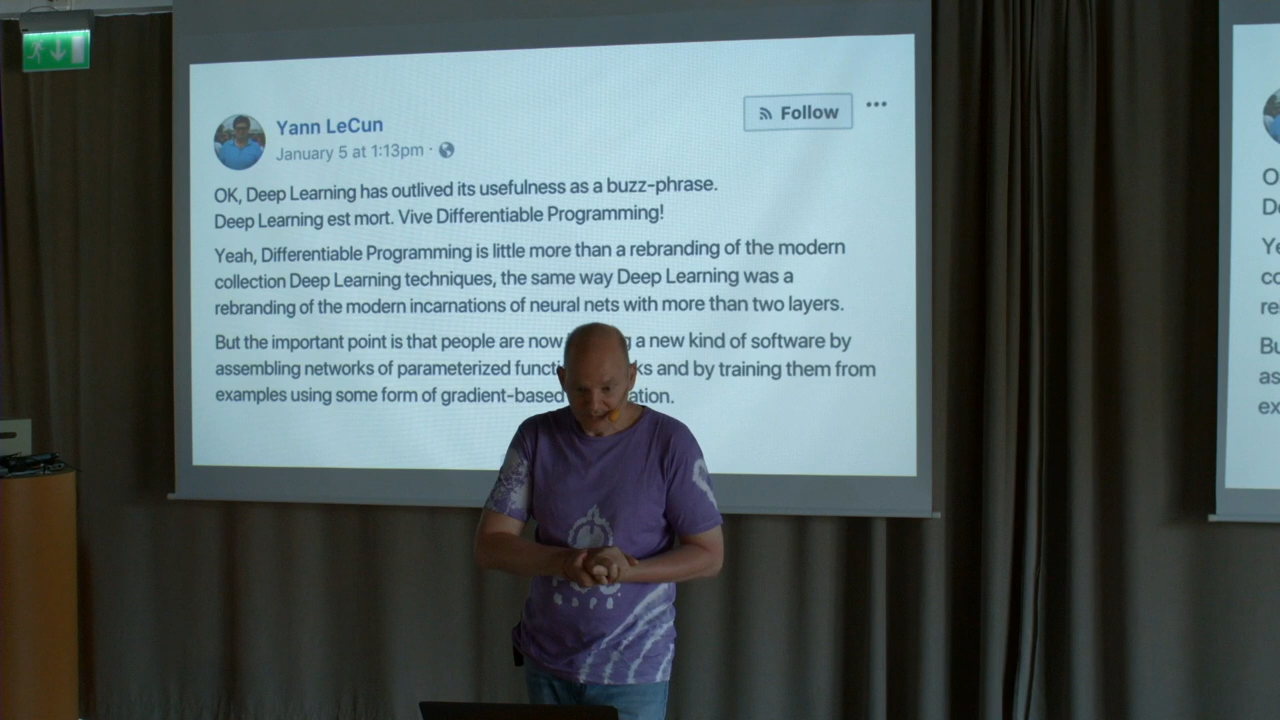 Yann LeCun
Follow
January 5 at 1:13pm ·
OK, Deep Learning has outlived its usefulness as a buzz-phrase.
Deep Learning est mort. Vive Differentiable Programming!
Yeah, Differentiable Programming is little more than a rebranding of the modern
collection Deep Learning techniques, the same way Deep Learning was a
rebranding of the modern incarnations of neural nets with more than two layers.
But the important point is that people are now a new kind of software by
assembling networks of parameterized and by training them from
examples using some form of gradient-based